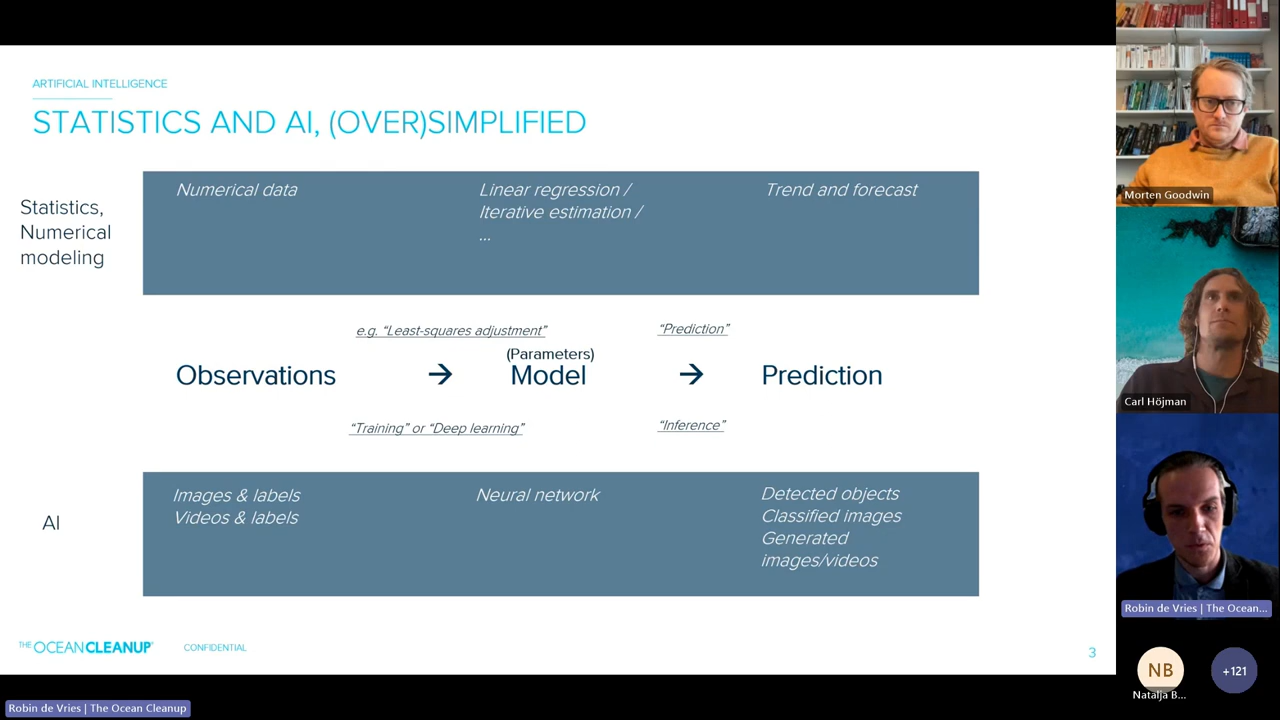 ARTIFICIAL INTELLIGENCE
STATISTICS AND AI, (OVER)SIMPLIFIED
Statistics,
Numerical
modeling
Numerical data
Linear regression /
Iterative estimation /
...
Trend and forecast
e.g. “Least-squares adjustment”
“Prediction”
(Parameters)
Observations → Model → Prediction
“Training” or “Deep learning”
“Inference”
AI
Images & labels
Videos & labels
Neural network
Detected objects
Classified images
Generated
images/videos
THE OCEANCLEANUP®
CONFIDENTIAL
3
Robin de Vries | The Ocean Cleanup
Morten Goodwin
Carl Höjman
Robin de Vries | The Ocean...
NB
Natalja B...
+121